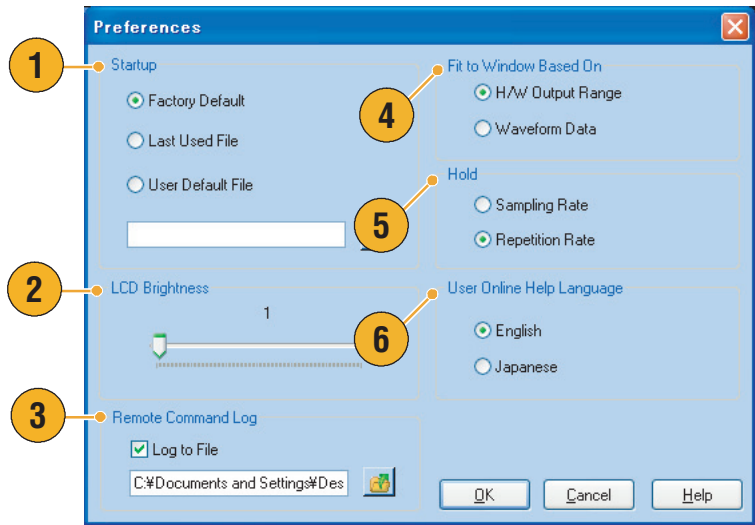 Preferences
1
Startup
Factory Default
Last Used File
User Default File
2
LCD Brightness
1
3
Remote Command Log
Log to File
C:¥Documents and Settings¥Des
4
Fit to Window Based On
H/W Output Range
Waveform Data
5
Hold
Sampling Rate
Repetition Rate
6
User Online Help Language
English
Japanese
OK
Cancel
Help